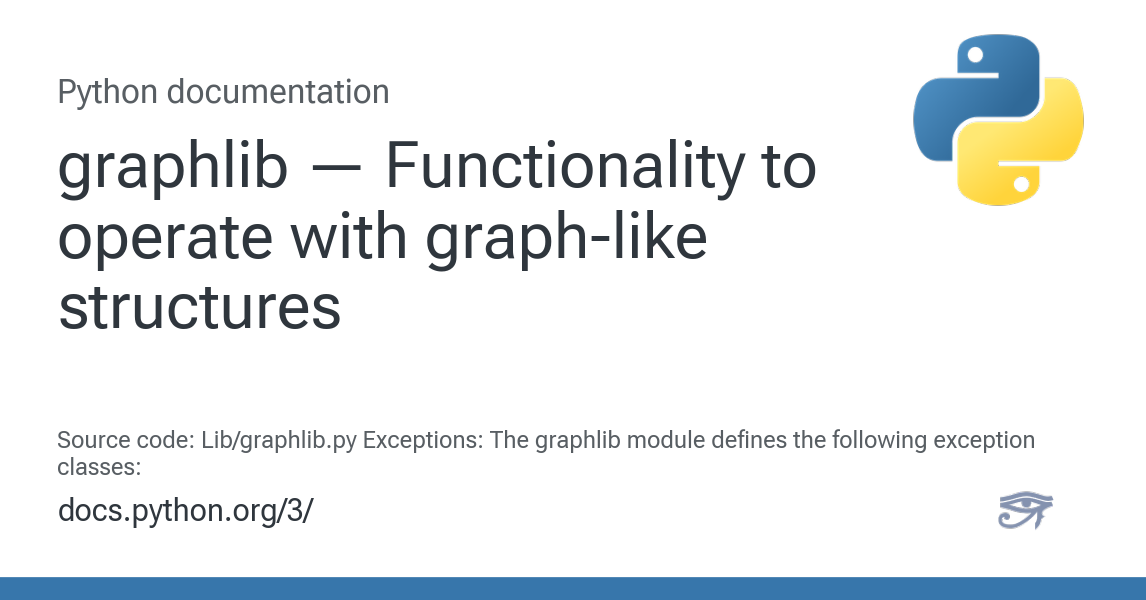 Python documentation
graphlib — Functionality to
operate with graph-like
structures
Source code: Lib/graphlib.py Exceptions: The graphlib module defines the following exception
classes:
docs.python.org/3/